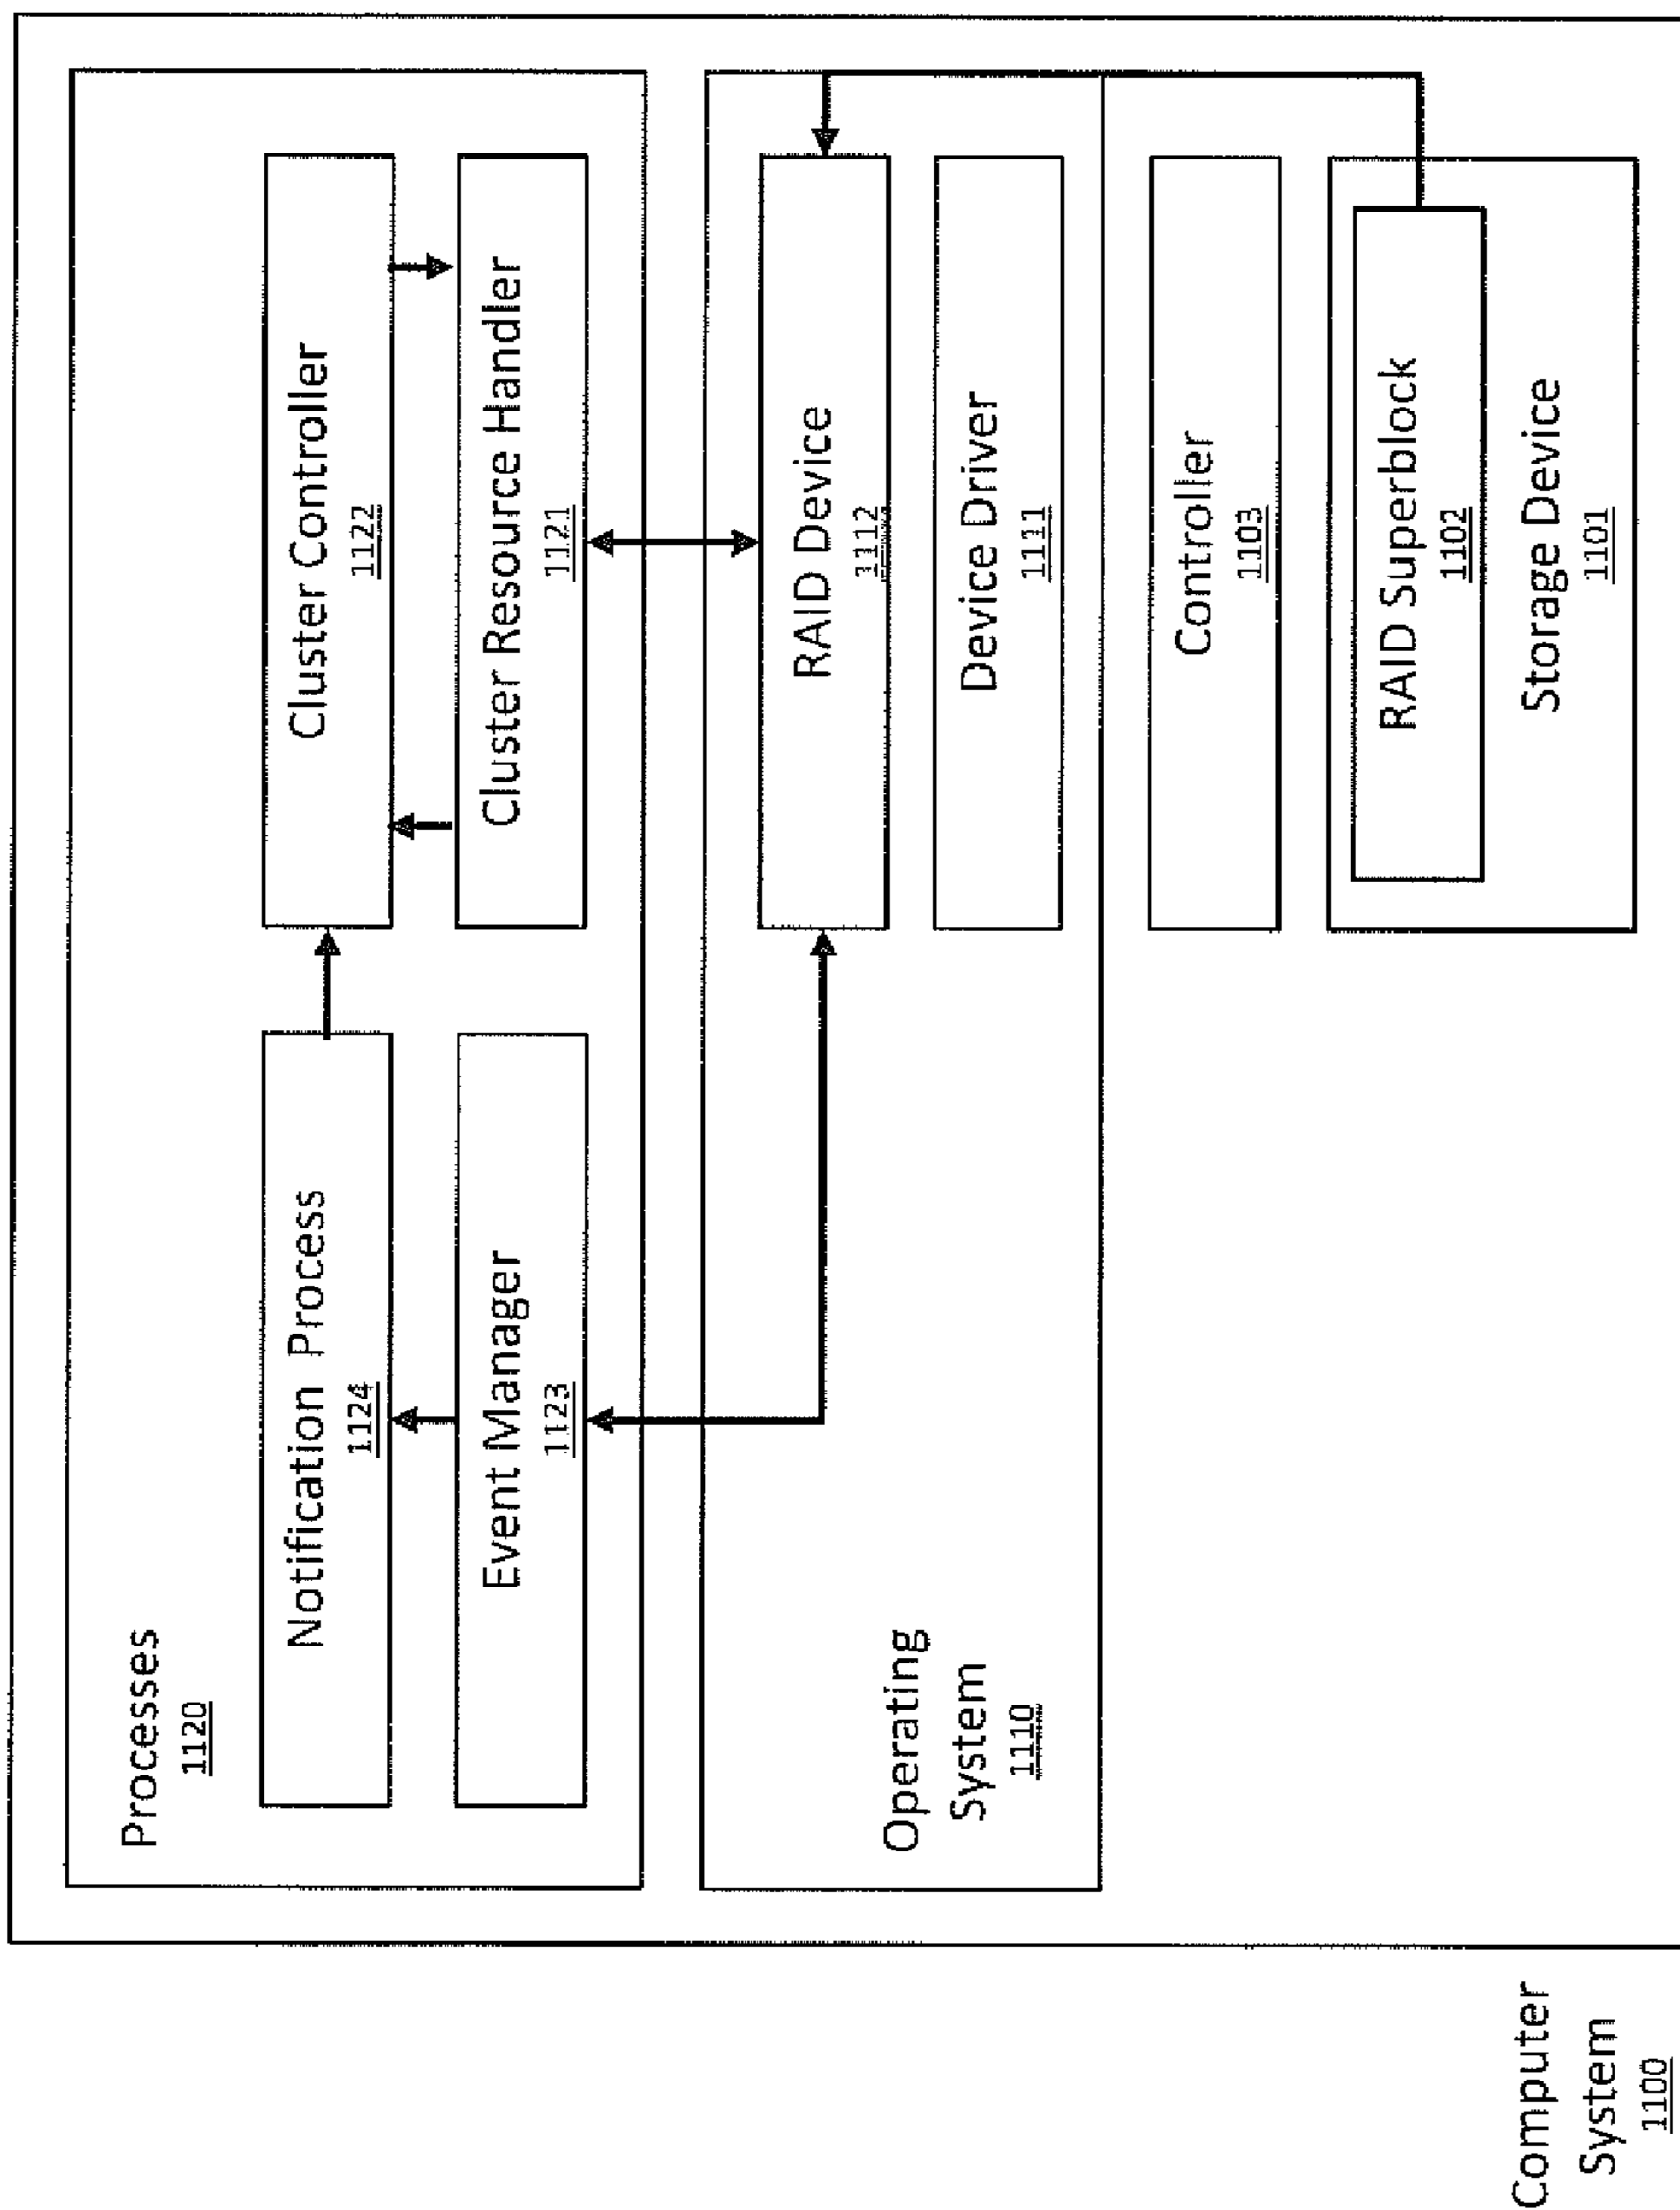 Processes
1120
Notification Process
1124
Cluster Controller
1122
Event Manager
1123
Cluster Resource Handler
1121
Operating
System
1110
RAID Device
1112
Device Driver
1111
Controller
1103
RAID Superblock
1102
Storage Device
1101
Computer
System
1100